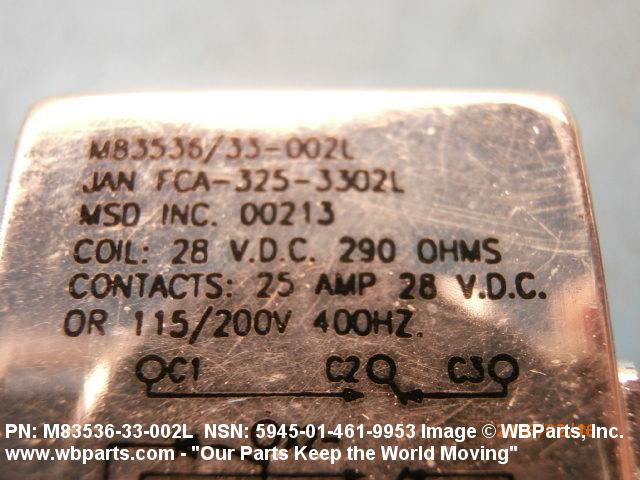 M83536/33-002L
JAN FCA-325-3302L
MSD INC. 00213
COIL: 28 V.D.C. 290 OHMS
CONTACTS: 25 AMP 28 V.D.C.
OR 115/200V 400HZ.
C1 C2 C3
PN: M83536-33-002L NSN: 5945-01-461-9953 Image © WBParts, Inc.
www.wbparts.com - "Our Parts Keep the World Moving"